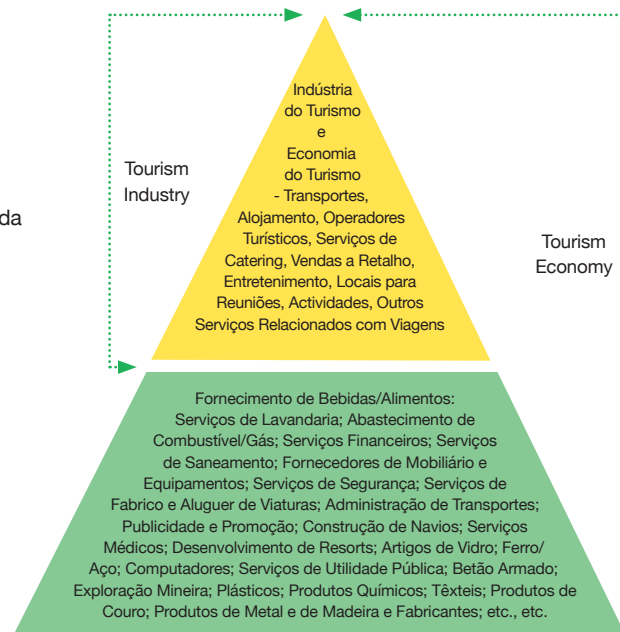 Indústria
do Turismo
e
Economia
do Turismo
- Transportes,
Alojamento, Operadores
Turísticos, Serviços de
Catering, Vendas a Retalho,
Entretenimento, Locais para
Reuniões, Actividades, Outros
Serviços Relacionados com Viagens
Tourism
Industry
da
Tourism
Economy
Fornecimento de Bebidas/Alimentos:
Serviços de Lavandaria; Abastecimento de
Combustível/Gás; Serviços Financeiros; Serviços
de Saneamento; Fornecedores de Mobiliário e
Equipamentos; Serviços de Segurança; Serviços de
Fabrico e Aluguer de Viaturas; Administração de Transportes;
Publicidade e Promoção; Construção de Navios; Serviços
Médicos; Desenvolvimento de Resorts; Artigos de Vidro; Ferro/
Aço; Computadores; Serviços de Utilidade Pública; Betão Armado;
Exploração Mineira; Plásticos; Produtos Químicos; Têxteis; Produtos de
Couro; Produtos de Metal e de Madeira e Fabricantes; etc., etc.